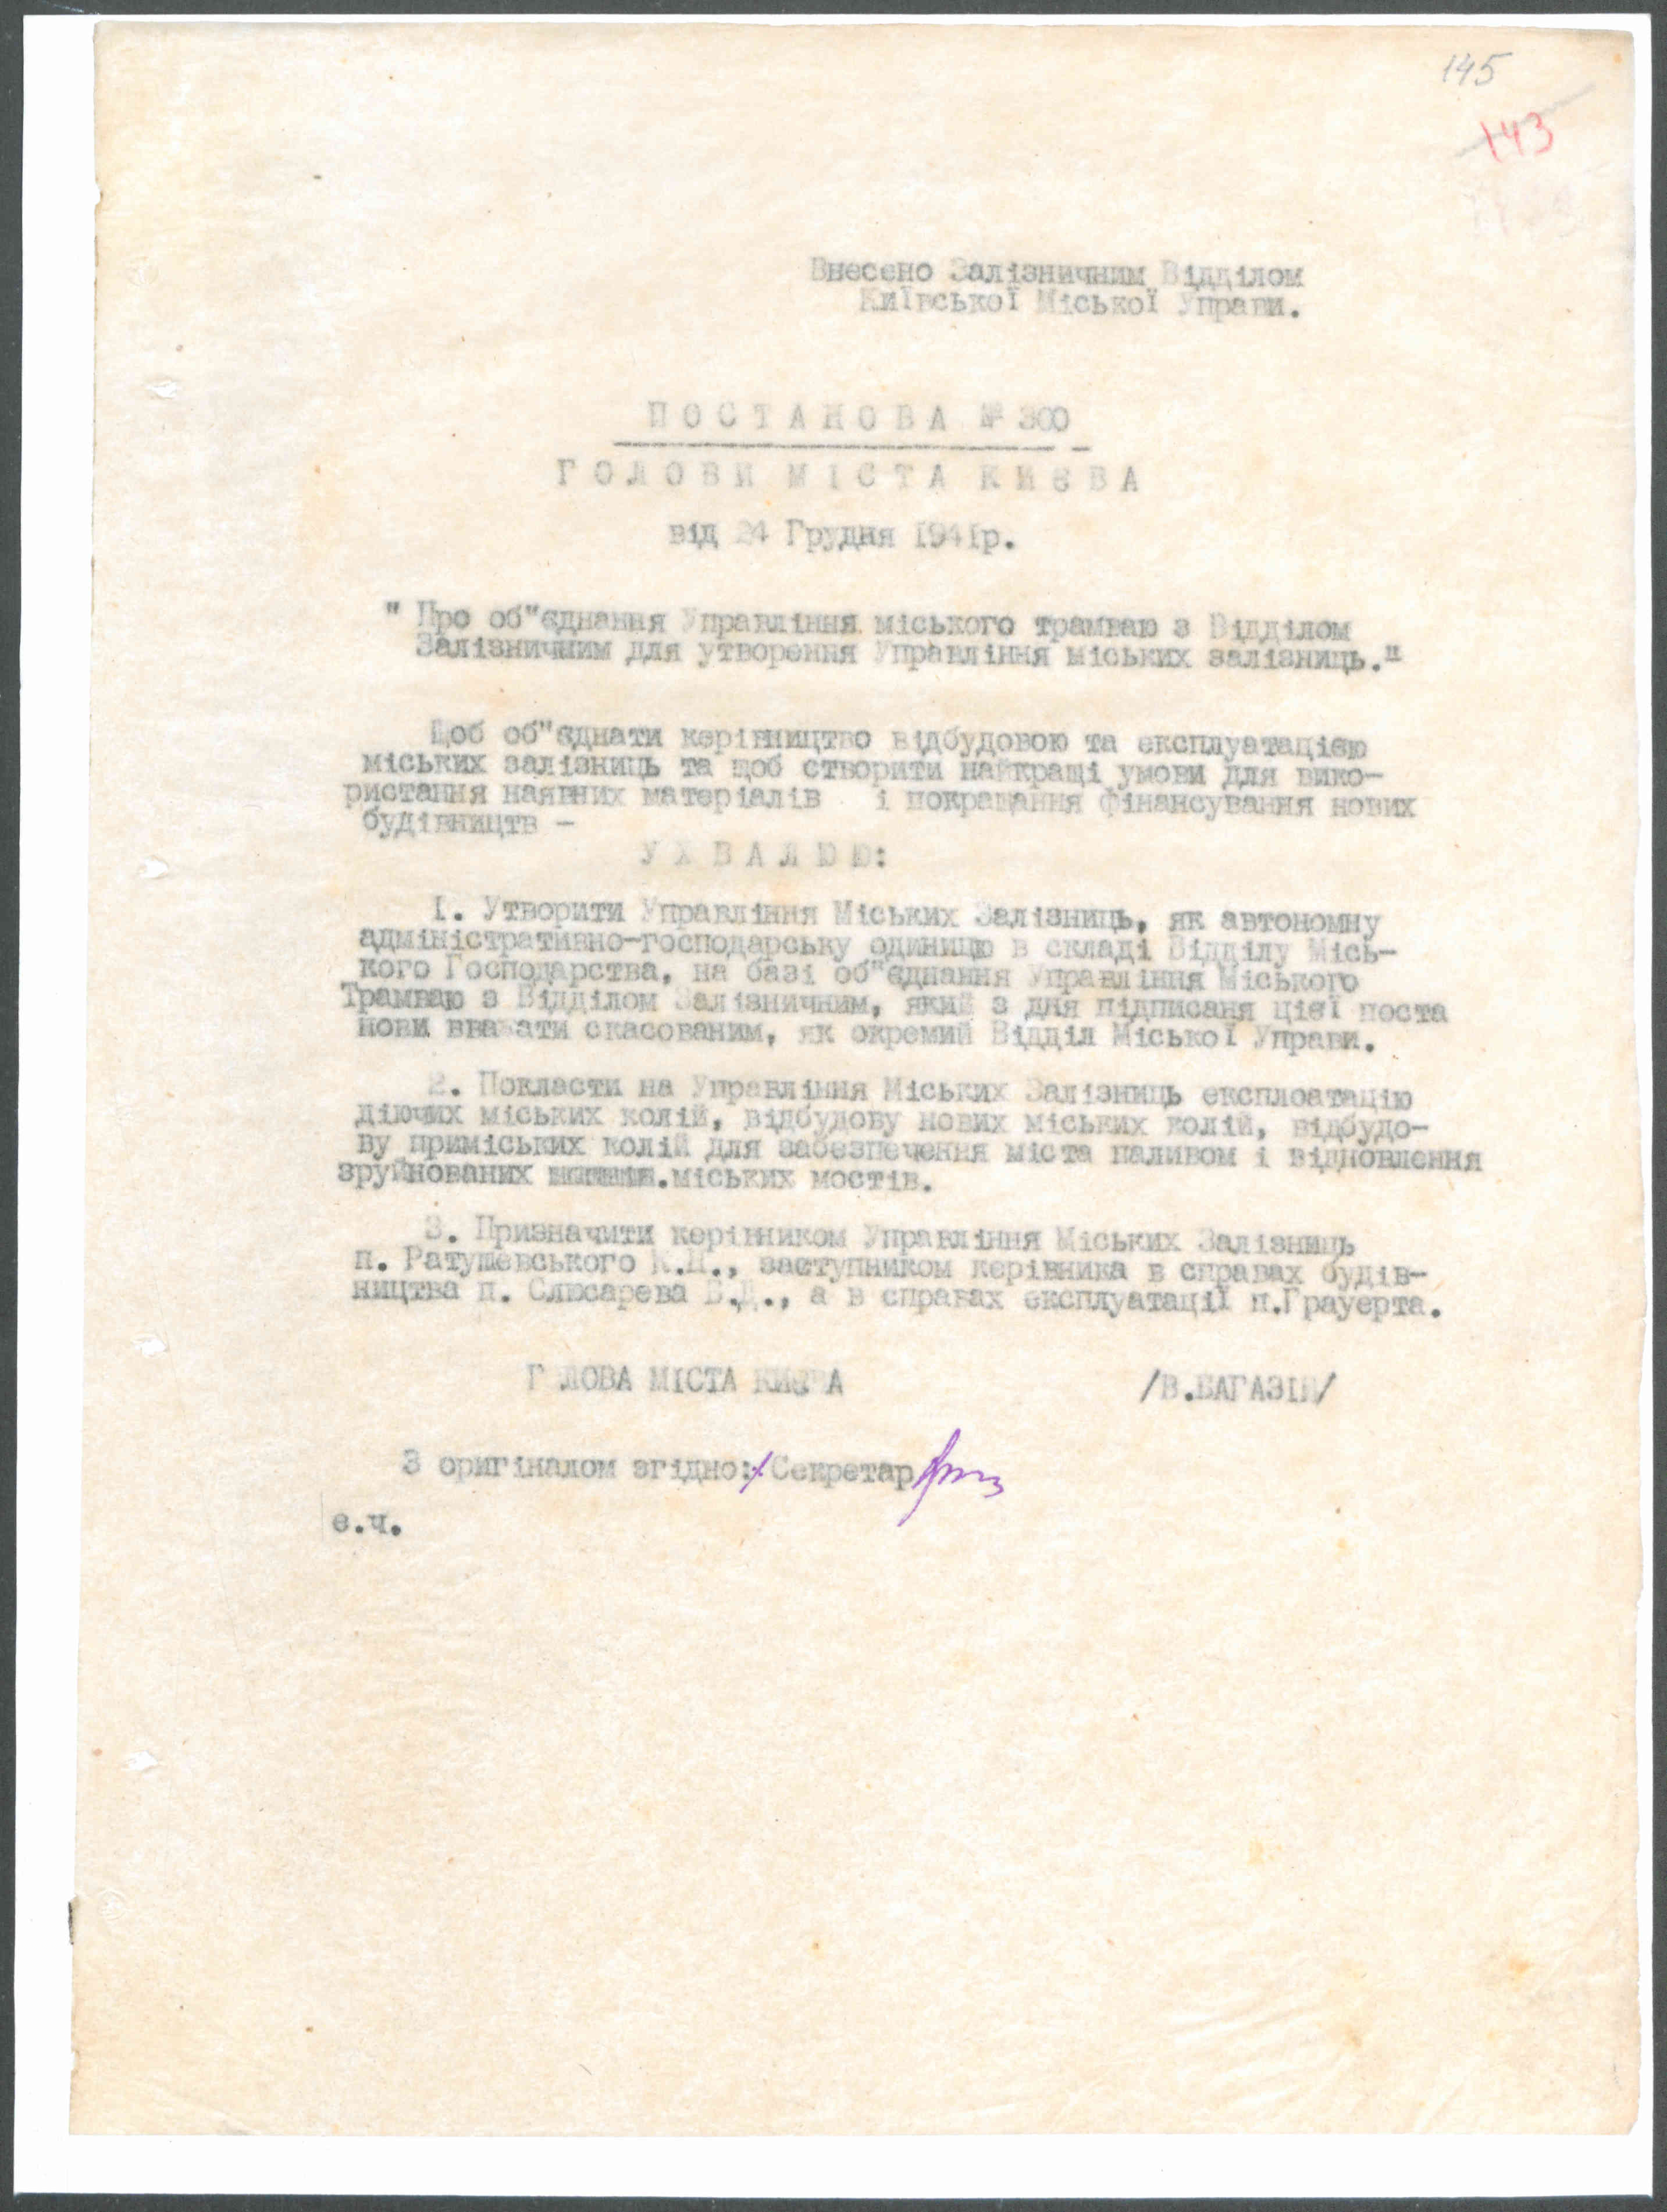 145
143
Внесено Залізничним Відділом
Київської Міської Управи.
ПОСТАНОВА № 300
ГОЛОВИ МІСТА КИЄВА
від 24 Грудня 1941р.
" Про об"єднання Управління міського трамваю з Відділом
Залізничним для утворення Управління міських залізниць."
Щоб об"єднати керівництво відбудовою та експлуатацією
міських залізниць та щоб створити найкращі умови для вико-
ристання наявних матеріалів і покращання фінансування нових
будівництв -
УХВАЛЮЮ:
1. Утворити Управління Міських Залізниць, як автономну
адміністративно-господарську одиницю в складі Відділу Місь-
кого Господарства, на базі об"єднання Управління Міського
Трамваю з Відділом Залізничним, який з дня підписаня цієї поста
нови вважати скасованим, як окремий Відділ Міської Управи.
2. Покласти на Управління Міських Залізниць експлоатацію
діючих міських колій, відбудову нових міських колій, відбудо-
ву приміських колій для забезпечення міста паливом і відновлення
зруйнованих міських мостів.
3. Призначити керівником Управління Міських Залізниць
п. Ратушевського К.Н., заступником керівника в справах будів-
ництва п. Слюсарева В.Д., а в справах експлуатації п.Грауерта.
ГОЛОВА МІСТА КИЄВА /В.БАГАЗІЙ/
З оригіналом згідно: Секретар
е.ч.